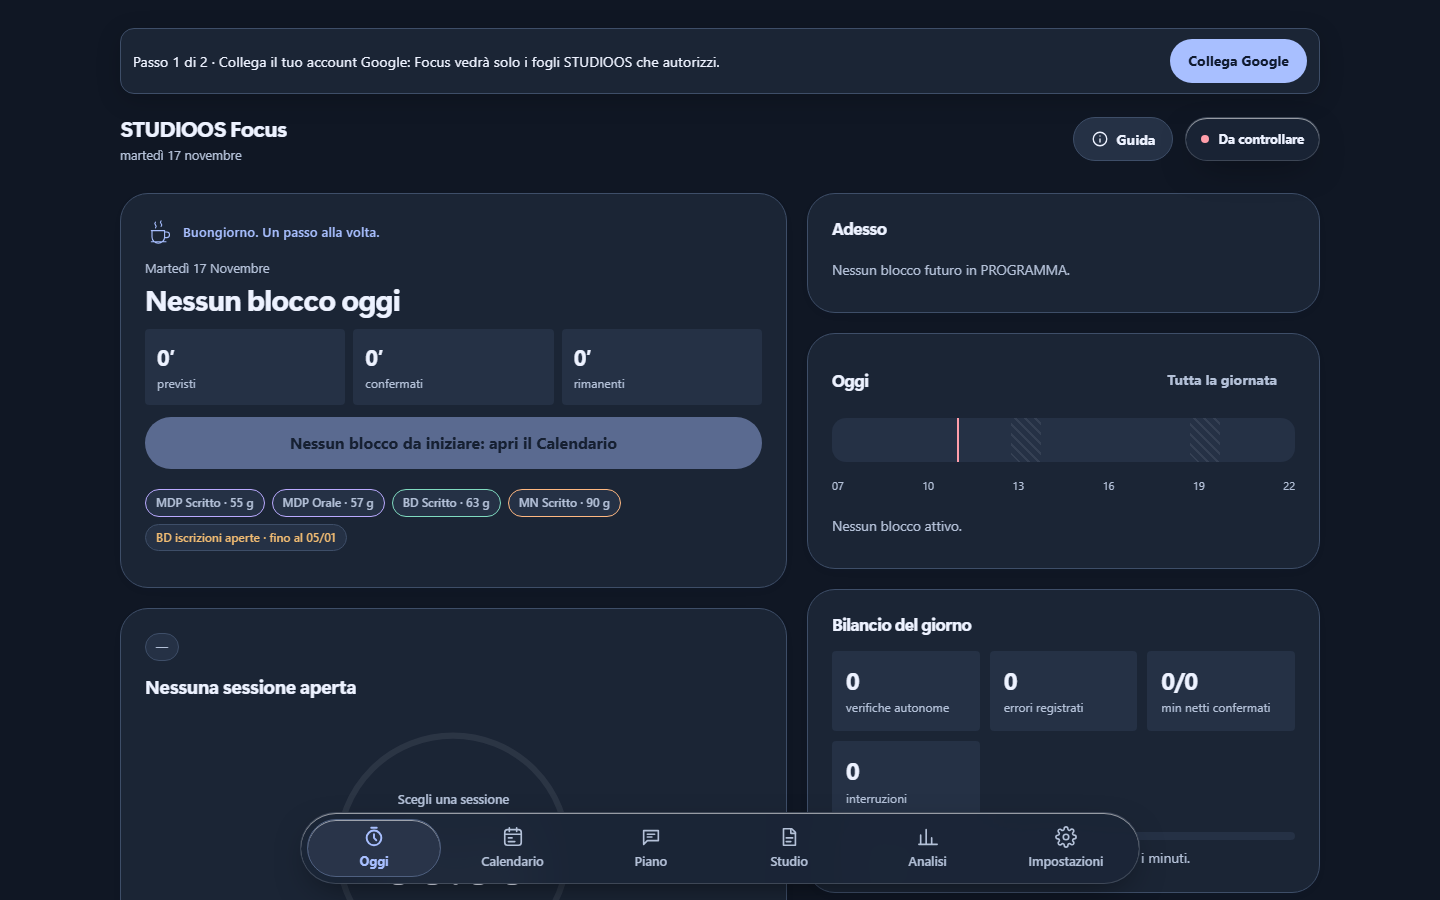 Passo 1 di 2 · Collega il tuo account Google: Focus vedrà solo i fogli STUDIOOS che autorizzi.
Collega Google
STUDIOOS Focus
martedì 17 novembre
Guida
Da controllare
Buongiorno. Un passo alla volta.
Martedì 17 Novembre
Nessun blocco oggi
0′
previsti
0′
confermati
0′
rimanenti
Nessun blocco da iniziare: apri il Calendario
MDP Scritto · 55 g
MDP Orale · 57 g
BD Scritto · 63 g
MN Scritto · 90 g
BD iscrizioni aperte · fino al 05/01
—
Nessuna sessione aperta
Scegli una sessione
Adesso
Nessun blocco futuro in PROGRAMMA.
Oggi
Tutta la giornata
07 10 13 16 19 22
Nessun blocco attivo.
Bilancio del giorno
0
verifiche autonome
0
errori registrati
0/0
min netti confermati
0
interruzioni
i minuti.
Oggi
Calendario
Piano
Studio
Analisi
Impostazioni